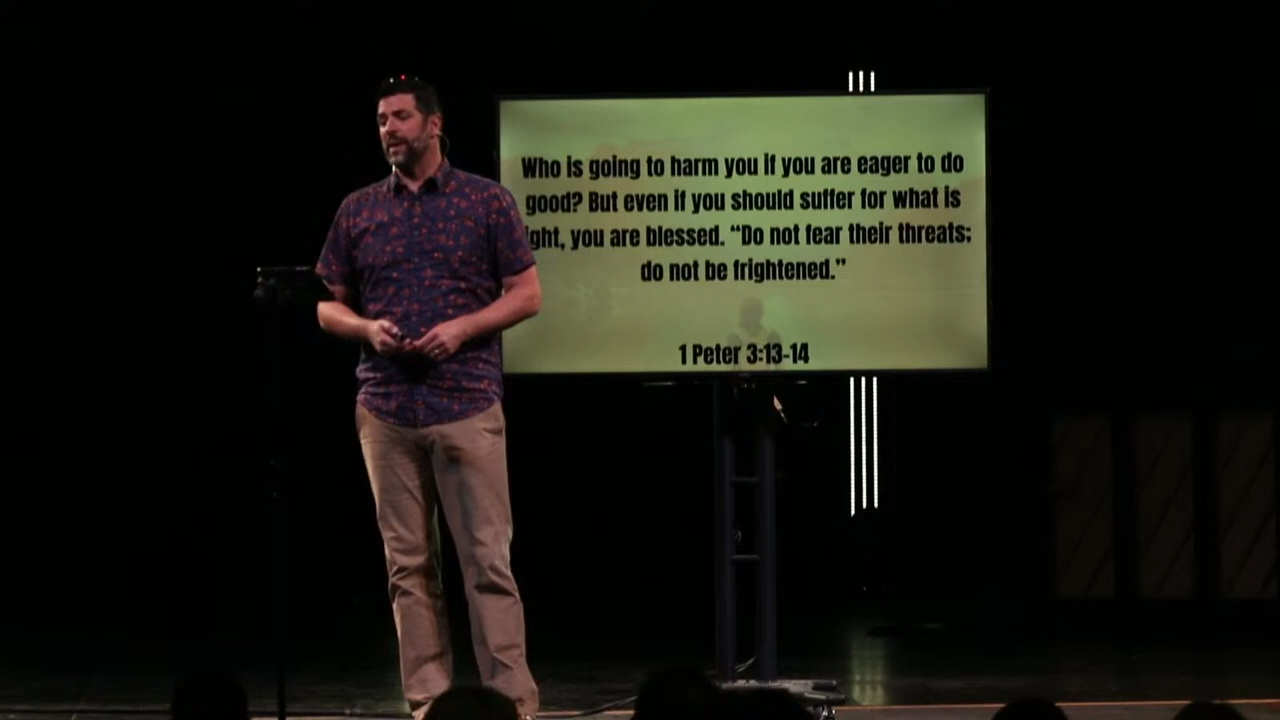 Who is going to harm you if you are eager to do
good? But even if you should suffer for what is
ight, you are blessed. “Do not fear their threats;
do not be frightened.”
1 Peter 3:13-14